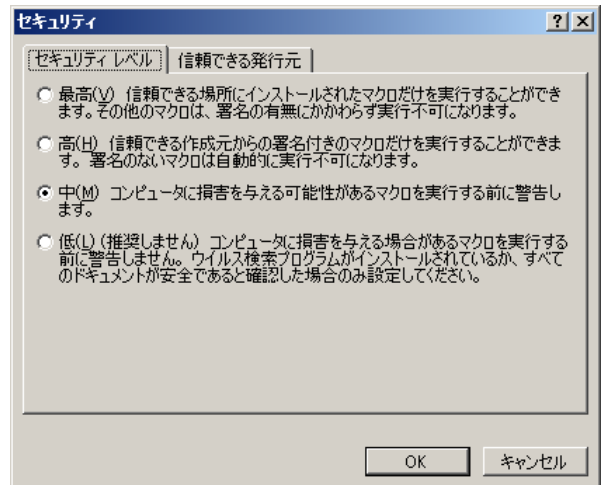 セキュリティ
セキュリティ レベル 信頼できる発行元
最高(V) 信頼できる場所にインストールされたマクロだけを実行することができ
ます。その他のマクロは、署名の有無にかかわらず実行不可になります。
高(H) 信頼できる作成元からの署名付きのマクロだけを実行することができま
す。署名のないマクロは自動的に実行不可になります。
中(M) コンピュータに損害を与える可能性があるマクロを実行する前に警告し
ます。
低(L) (推奨しません) コンピュータに損害を与える場合があるマクロを実行する
前に警告しません。ウイルス検索プログラムがインストールされているか、すべて
のドキュメントが安全であると確認した場合のみ設定してください。
OK キャンセル